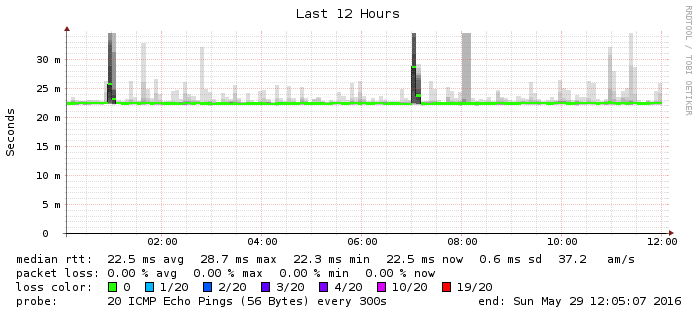 Last 12 Hours
RRDTOOL / TOBI OETIKER
Seconds
30 m
25 m
20 m
15 m
10 m
5 m
0
02:00 04:00 06:00 08:00 10:00 12:00
median rtt: 22.5 ms avg 28.7 ms max 22.3 ms min 22.5 ms now 0.6 ms sd 37.2 am/s
packet loss: 0.00 % avg 0.00 % max 0.00 % min 0.00 % now
loss color: 0 1/20 2/20 3/20 4/20 10/20 19/20
probe: 20 ICMP Echo Pings (56 Bytes) every 300s end: Sun May 29 12:05:07 2016